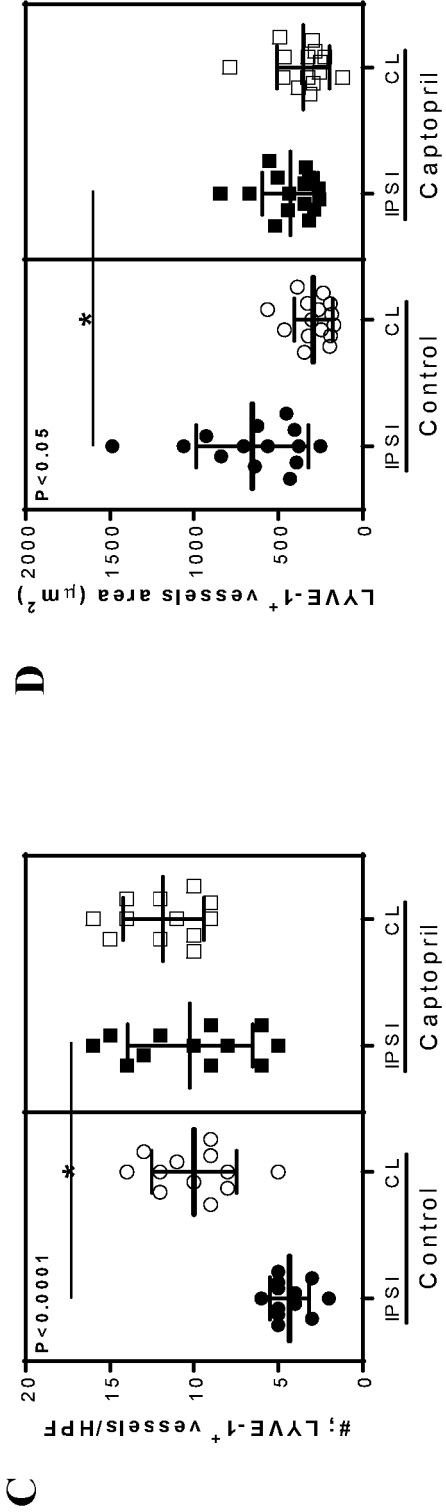 C
#; LYVE-1+ vessels/HPF
20
15
10
5
0
P<0.0001
*
IPSI CL IPSI CL
Control Captopril
D
LYVE-1+ vessels area (μm²)
2000
1500
1000
500
0
P<0.05
*
IPSI CL IPSI CL
Control Captopril